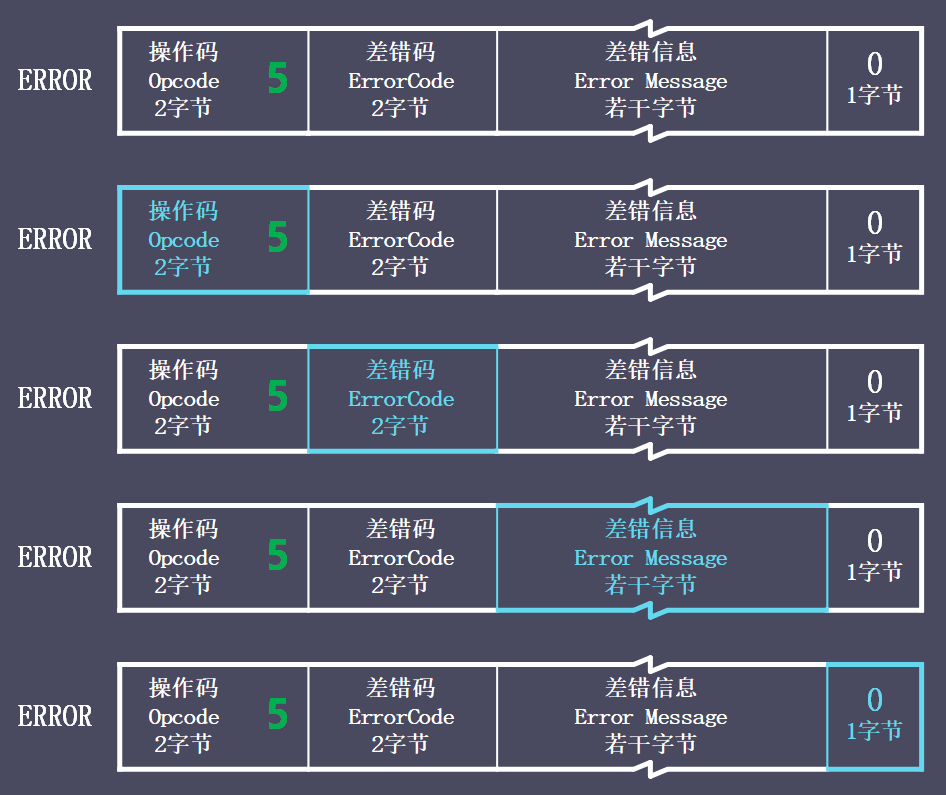 ERROR
操作码
Opcode
2字节
5
差错码
ErrorCode
2字节
差错信息
Error Message
若干字节
0
1字节
ERROR
操作码
Opcode
2字节
5
差错码
ErrorCode
2字节
差错信息
Error Message
若干字节
0
1字节
ERROR
操作码
Opcode
2字节
5
差错码
ErrorCode
2字节
差错信息
Error Message
若干字节
0
1字节
ERROR
操作码
Opcode
2字节
5
差错码
ErrorCode
2字节
差错信息
Error Message
若干字节
0
1字节
ERROR
操作码
Opcode
2字节
5
差错码
ErrorCode
2字节
差错信息
Error Message
若干字节
0
1字节